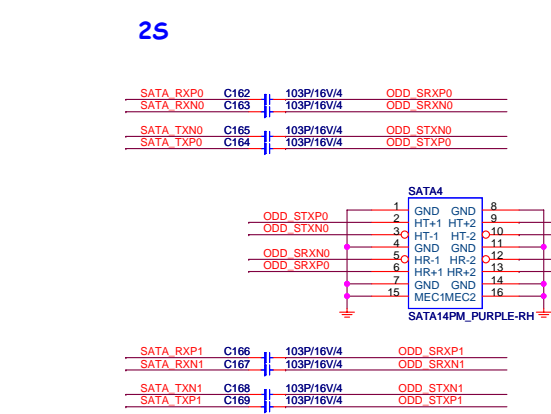 2S
SATA_RXP0 C162 103P/16V/4 ODD_SRXP0
SATA_RXN0 C163 103P/16V/4 ODD_SRXN0
SATA_TXN0 C165 103P/16V/4 ODD_STXN0
SATA_TXP0 C164 103P/16V/4 ODD_STXP0
SATA4
1 GND GND 8
ODD_STXP0 2 HT+1 HT+2 9
ODD_STXN0 3 HT-1 HT-2 10
4 GND GND 11
ODD_SRXN0 5 HR-1 HR-2 12
ODD_SRXP0 6 HR+1 HR+2 13
7 GND GND 14
15 MEC1 MEC2 16
SATA14PM_PURPLE-RH
SATA_RXP1 C166 103P/16V/4 ODD_SRXP1
SATA_RXN1 C167 103P/16V/4 ODD_SRXN1
SATA_TXN1 C168 103P/16V/4 ODD_STXN1
SATA_TXP1 C169 103P/16V/4 ODD_STXP1